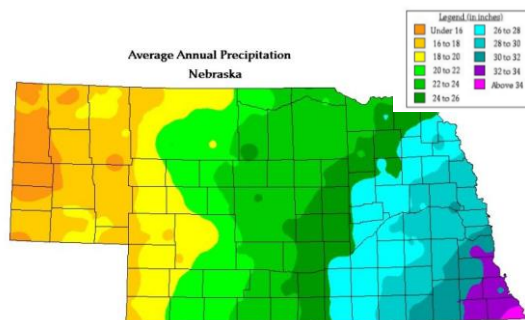 Average Annual Precipitation
Nebraska
Legend (in inches)
Under 16
16 to 18
18 to 20
20 to 22
22 to 24
24 to 26
26 to 28
28 to 30
30 to 32
32 to 34
Above 34